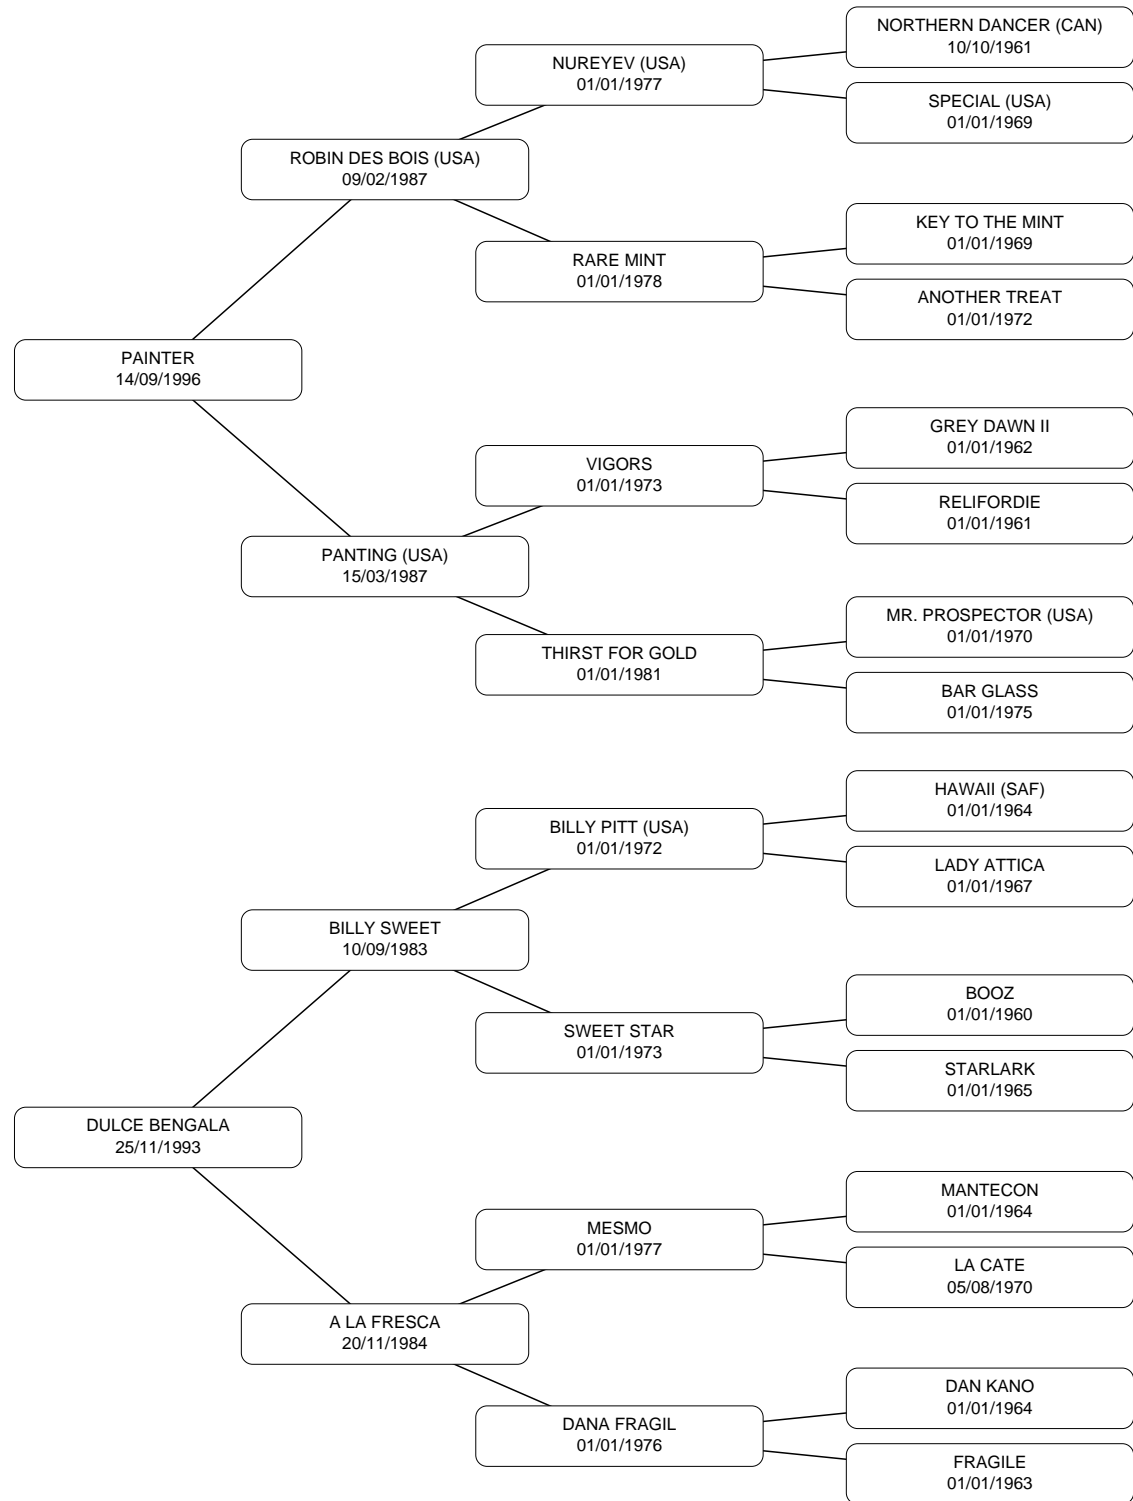 NORTHERN DANCER (CAN)
10/10/1961
NUREYEV (USA)
01/01/1977
SPECIAL (USA)
01/01/1969
ROBIN DES BOIS (USA)
09/02/1987
KEY TO THE MINT
01/01/1969
RARE MINT
01/01/1978
ANOTHER TREAT
01/01/1972
PAINTER
14/09/1996
GREY DAWN II
01/01/1962
VIGORS
01/01/1973
RELIFORDIE
01/01/1961
PANTING (USA)
15/03/1987
MR. PROSPECTOR (USA)
01/01/1970
THIRST FOR GOLD
01/01/1981
BAR GLASS
01/01/1975
HAWAII (SAF)
01/01/1964
BILLY PITT (USA)
01/01/1972
LADY ATTICA
01/01/1967
BILLY SWEET
10/09/1983
BOOZ
01/01/1960
SWEET STAR
01/01/1973
STARLARK
01/01/1965
DULCE BENGALA
25/11/1993
MANTECON
01/01/1964
MESMO
01/01/1977
LA CATE
05/08/1970
A LA FRESCA
20/11/1984
DAN KANO
01/01/1964
DANA FRAGIL
01/01/1976
FRAGILE
01/01/1963